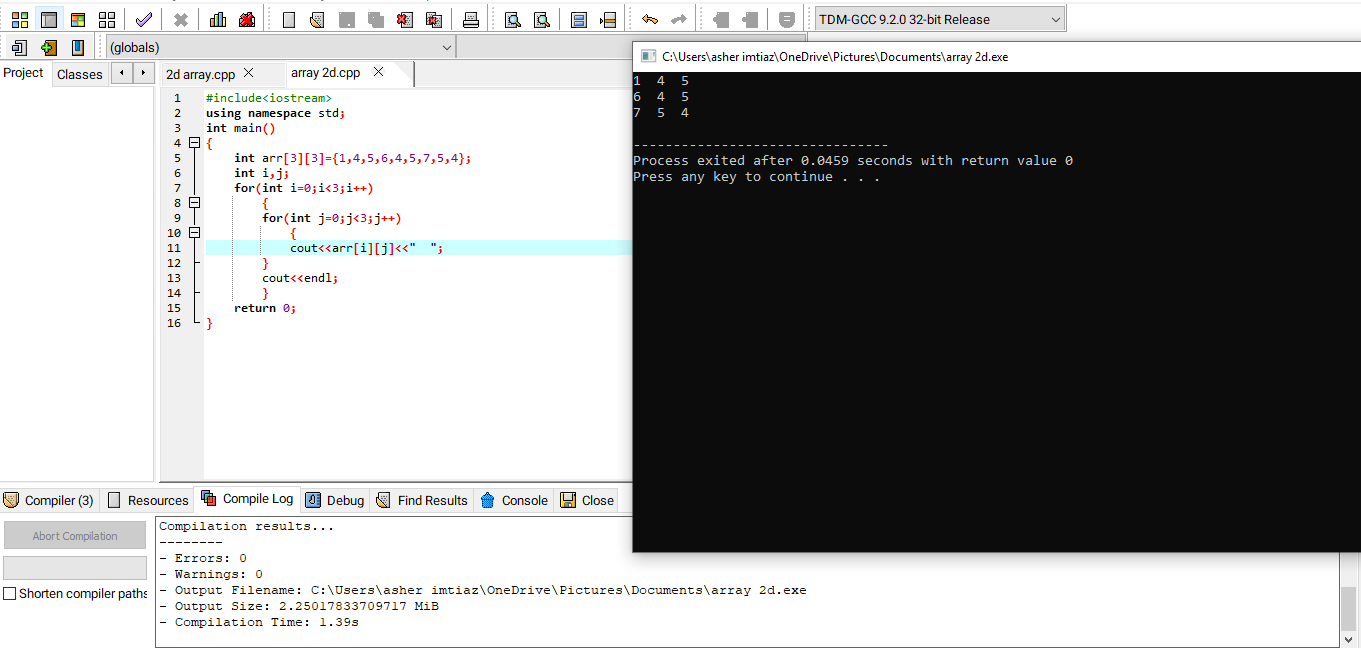 TDM-GCC 9.2.0 32-bit Release
(globals)
Project
Classes
2d array.cpp
array 2d.cpp
1 #include<iostream>
2 using namespace std;
3 int main()
4 {
5     int arr[3][3]={1,4,5,6,4,5,7,5,4};
6     int i,j;
7     for(int i=0;i<3;i++)
8         {
9         for(int j=0;j<3;j++)
10             {
11             cout<<arr[i][j]<<"  ";
12         }
13         cout<<endl;
14         }
15     return 0;
16 }
C:\Users\asher imtiaz\OneDrive\Pictures\Documents\array 2d.exe
1  4  5
6  4  5
7  5  4
--------------------------------
Process exited after 0.0459 seconds with return value 0
Press any key to continue . . .
Compiler (3)
Resources
Compile Log
Debug
Find Results
Console
Close
Abort Compilation
Shorten compiler paths
Compilation results...
--------
- Errors: 0
- Warnings: 0
- Output Filename: C:\Users\asher imtiaz\OneDrive\Pictures\Documents\array 2d.exe
- Output Size: 2.25017833709717 MiB
- Compilation Time: 1.39s